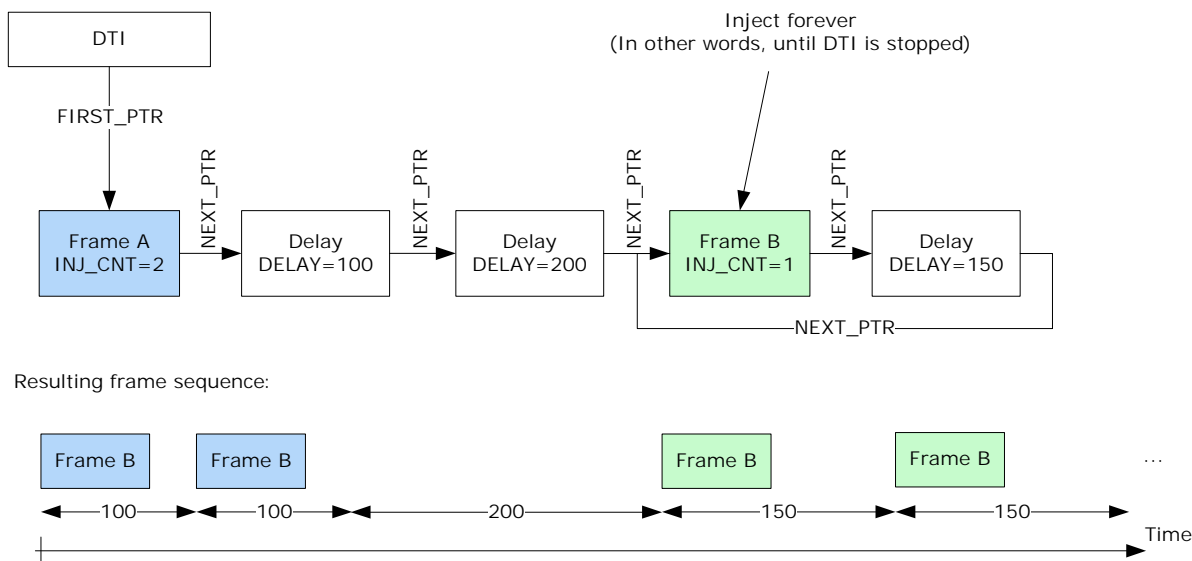 DTI
Inject forever
(In other words, until DTI is stopped)
FIRST_PTR
NEXT_PTR
NEXT_PTR
NEXT_PTR
NEXT_PTR
Frame A
INJ_CNT=2
Delay
DELAY=100
Delay
DELAY=200
Frame B
INJ_CNT=1
Delay
DELAY=150
NEXT_PTR
Resulting frame sequence:
Frame B
Frame B
Frame B
Frame B
...
100
100
200
150
150
Time